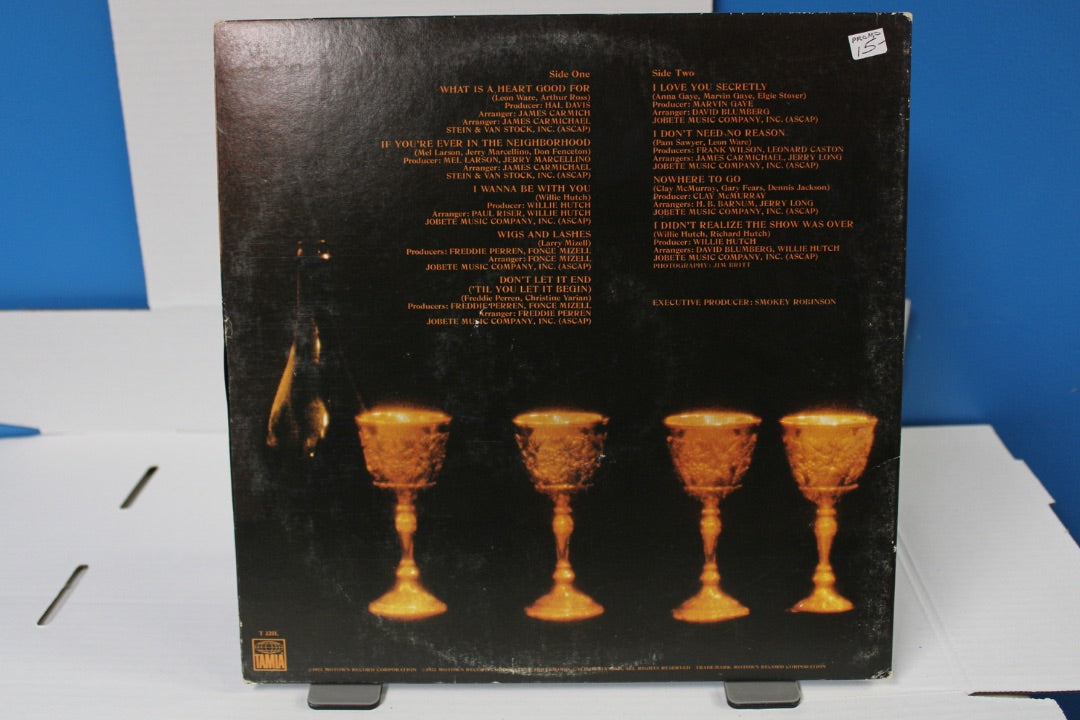 PROMO
15-
Side One
WHAT IS A HEART GOOD FOR
(Leon Ware, Arthur Ross)
Producer: HAL DAVIS
Arranger: JAMES CARMICH
Arranger: JAMES CARMICHAEL
STEIN & VAN STOCK, INC. (ASCAP)
IF YOU'RE EVER IN THE NEIGHBORHOOD
(Mel Larson, Jerry Marcellino, Don Fenceton)
Producer: MEL LARSON, JERRY MARCELLINO
Arranger: JAMES CARMICHAEL
STEIN & VAN STOCK, INC. (ASCAP)
I WANNA BE WITH YOU
(Willie Hutch)
Producer: WILLIE HUTCH
Arranger: PAUL RISER, WILLIE HUTCH
JOBETE MUSIC COMPANY, INC. (ASCAP)
WIGS AND LASHES
(Larry Mizell)
Producers: FREDDIE PERREN, FONCE MIZELL
Arranger: FONCE MIZELL
JOBETE MUSIC COMPANY, INC. (ASCAP)
DON'T LET IT END
('TIL YOU LET IT BEGIN)
(Freddie Perren, Christine Yarian)
Producers: FREDDIE PERREN, FONCE MIZELL
Arranger: FREDDIE PERREN
JOBETE MUSIC COMPANY, INC. (ASCAP)
Side Two
I LOVE YOU SECRETLY
(Anna Gaye, Marvin Gaye, Elgie Stover)
Producer: MARVIN GAYE
Arranger: DAVID BLUMBERG
JOBETE MUSIC COMPANY, INC. (ASCAP)
I DON'T NEED NO REASON
(Pam Sawyer, Leon Ware)
Producers: FRANK WILSON, LEONARD CASTON
Arrangers: JAMES CARMICHAEL, JERRY LONG
JOBETE MUSIC COMPANY, INC. (ASCAP)
NOWHERE TO GO
(Clay McMurray, Gary Fears, Dennis Jackson)
Producer: CLAY McMURRAY
Arrangers: H. B. BARNUM, JERRY LONG
JOBETE MUSIC COMPANY, INC. (ASCAP)
I DIDN'T REALIZE THE SHOW WAS OVER
(Willie Hutch, Richard Hutch)
Producer: WILLIE HUTCH
Arrangers: DAVID BLUMBERG, WILLIE HUTCH
JOBETE MUSIC COMPANY, INC. (ASCAP)
PHOTOGRAPHY: JIM BRITT
EXECUTIVE PRODUCER: SMOKEY ROBINSON
TAMLA
MOTOWN RECORD CORPORATION ALL RIGHTS RESERVED TRADEMARK MOTOWN RECORD CORPORATION